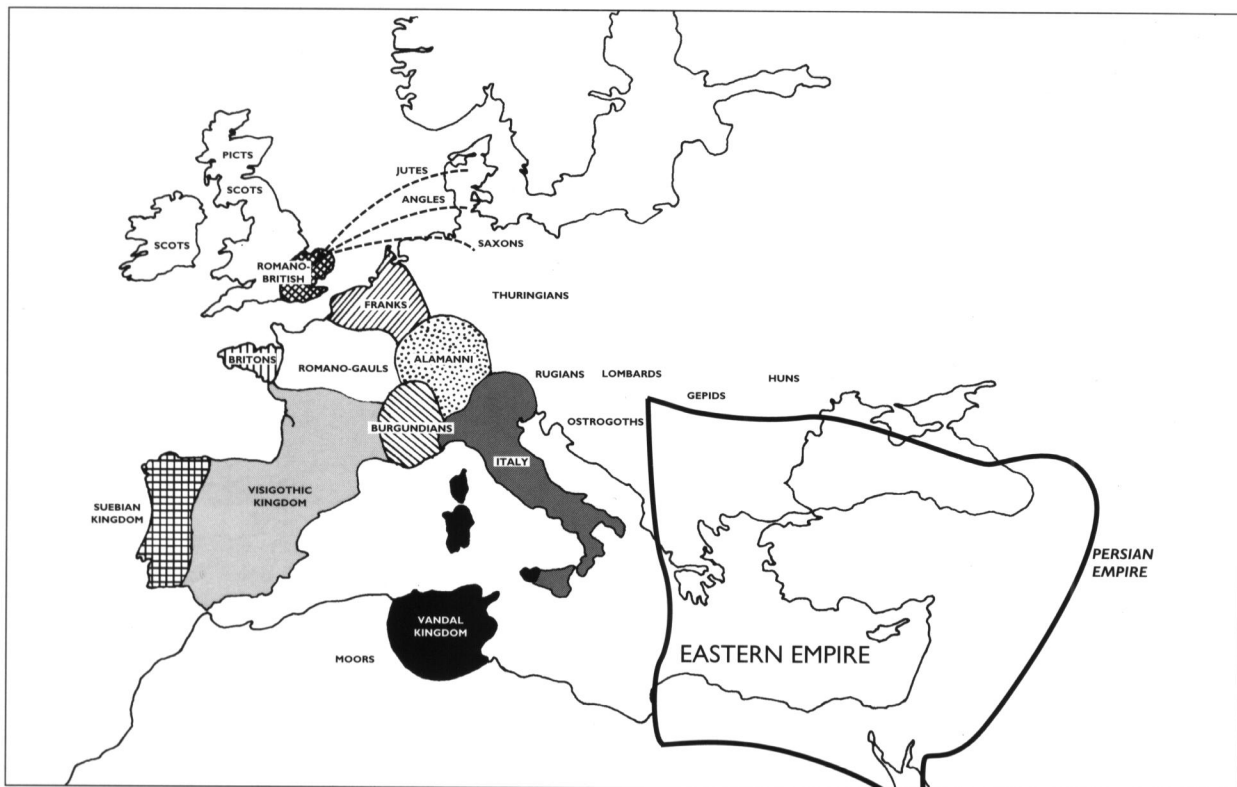 PICTS
SCOTS
SCOTS
JUTES
ANGLES
SAXONS
ROMANO-
BRITISH
FRANKS
THURINGIANS
BRITONS
ROMANO-GAULS
ALAMANNI
RUGIANS
LOMBARDS
HUNS
GEPIDS
BURGUNDIANS
OSTROGOTHS
ITALY
VISIGOTHIC
KINGDOM
SUEBIAN
KINGDOM
PERSIAN
EMPIRE
VANDAL
KINGDOM
MOORS
EASTERN EMPIRE